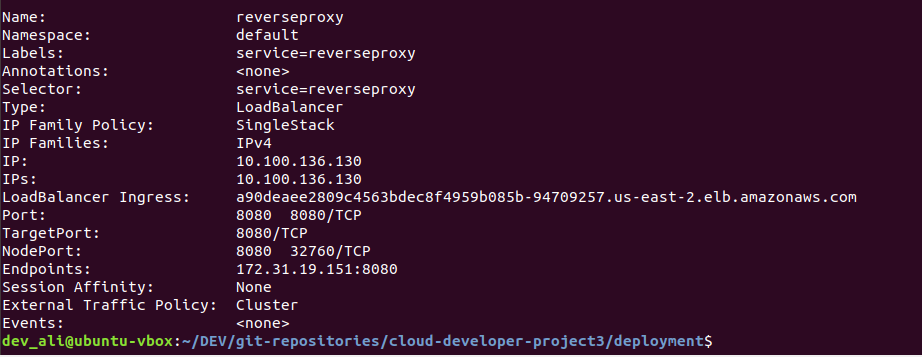 Name:                     reverseproxy
Namespace:                default
Labels:                   service=reverseproxy
Annotations:              <none>
Selector:                 service=reverseproxy
Type:                     LoadBalancer
IP Family Policy:         SingleStack
IP Families:              IPv4
IP:                       10.100.136.130
IPs:                      10.100.136.130
LoadBalancer Ingress:     a90deaee2809c4563bdec8f4959b085b-94709257.us-east-2.elb.amazonaws.com
Port:                     8080  8080/TCP
TargetPort:               8080/TCP
NodePort:                 8080  32760/TCP
Endpoints:                172.31.19.151:8080
Session Affinity:         None
External Traffic Policy:  Cluster
Events:                   <none>
dev_ali@ubuntu-vbox:~/DEV/git-repositories/cloud-developer-project3/deployment$